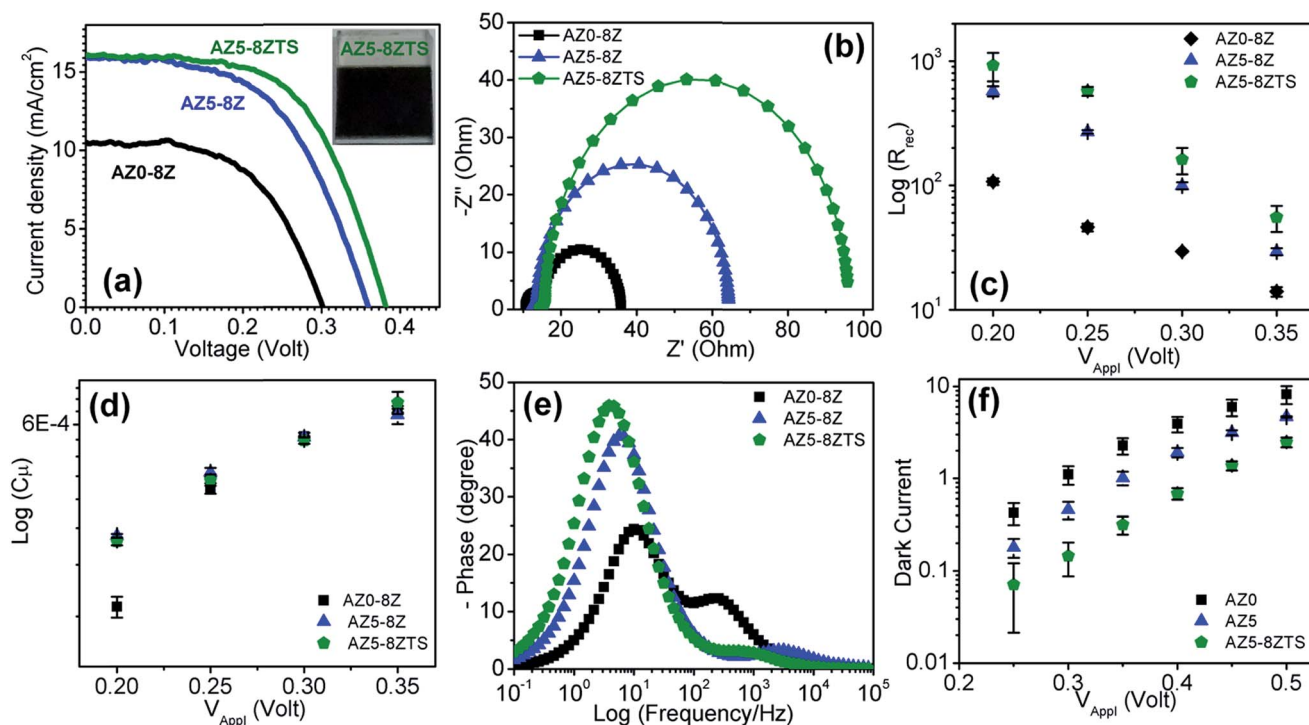 (a)
AZ5-8ZTS
AZ5-8Z
AZ0-8Z
AZ5-8ZTS
Current density (mA/cm²)
15
10
5
0
0.0 0.1 0.2 0.3 0.4
Voltage (Volt)
(b)
AZ0-8Z
AZ5-8Z
AZ5-8ZTS
-Z'' (Ohm)
50
40
30
20
10
0
20 40 60 80 100
Z' (Ohm)
(c)
AZ0-8Z
AZ5-8Z
AZ5-8ZTS
Log (Rrec)
10³
10²
10¹
0.20 0.25 0.30 0.35
VAppl (Volt)
(d)
AZ0-8Z
AZ5-8Z
AZ5-8ZTS
Log (Cμ)
6E-4
0.20 0.25 0.30 0.35
VAppl (Volt)
(e)
AZ0-8Z
AZ5-8Z
AZ5-8ZTS
- Phase (degree)
50
40
30
20
10
0
10⁻¹ 10⁰ 10¹ 10² 10³ 10⁴ 10⁵
Log (Frequency/Hz)
(f)
AZ0
AZ5
AZ5-8ZTS
Dark Current
10
1
0.1
0.01
0.2 0.3 0.4 0.5
VAppl (Volt)